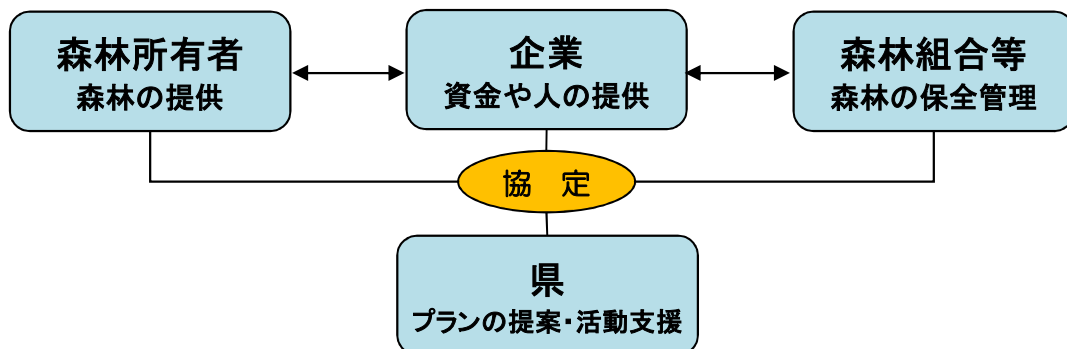 森林所有者
森林の提供
企業
資金や人の提供
森林組合等
森林の保全管理
協　定
県
プランの提案・活動支援